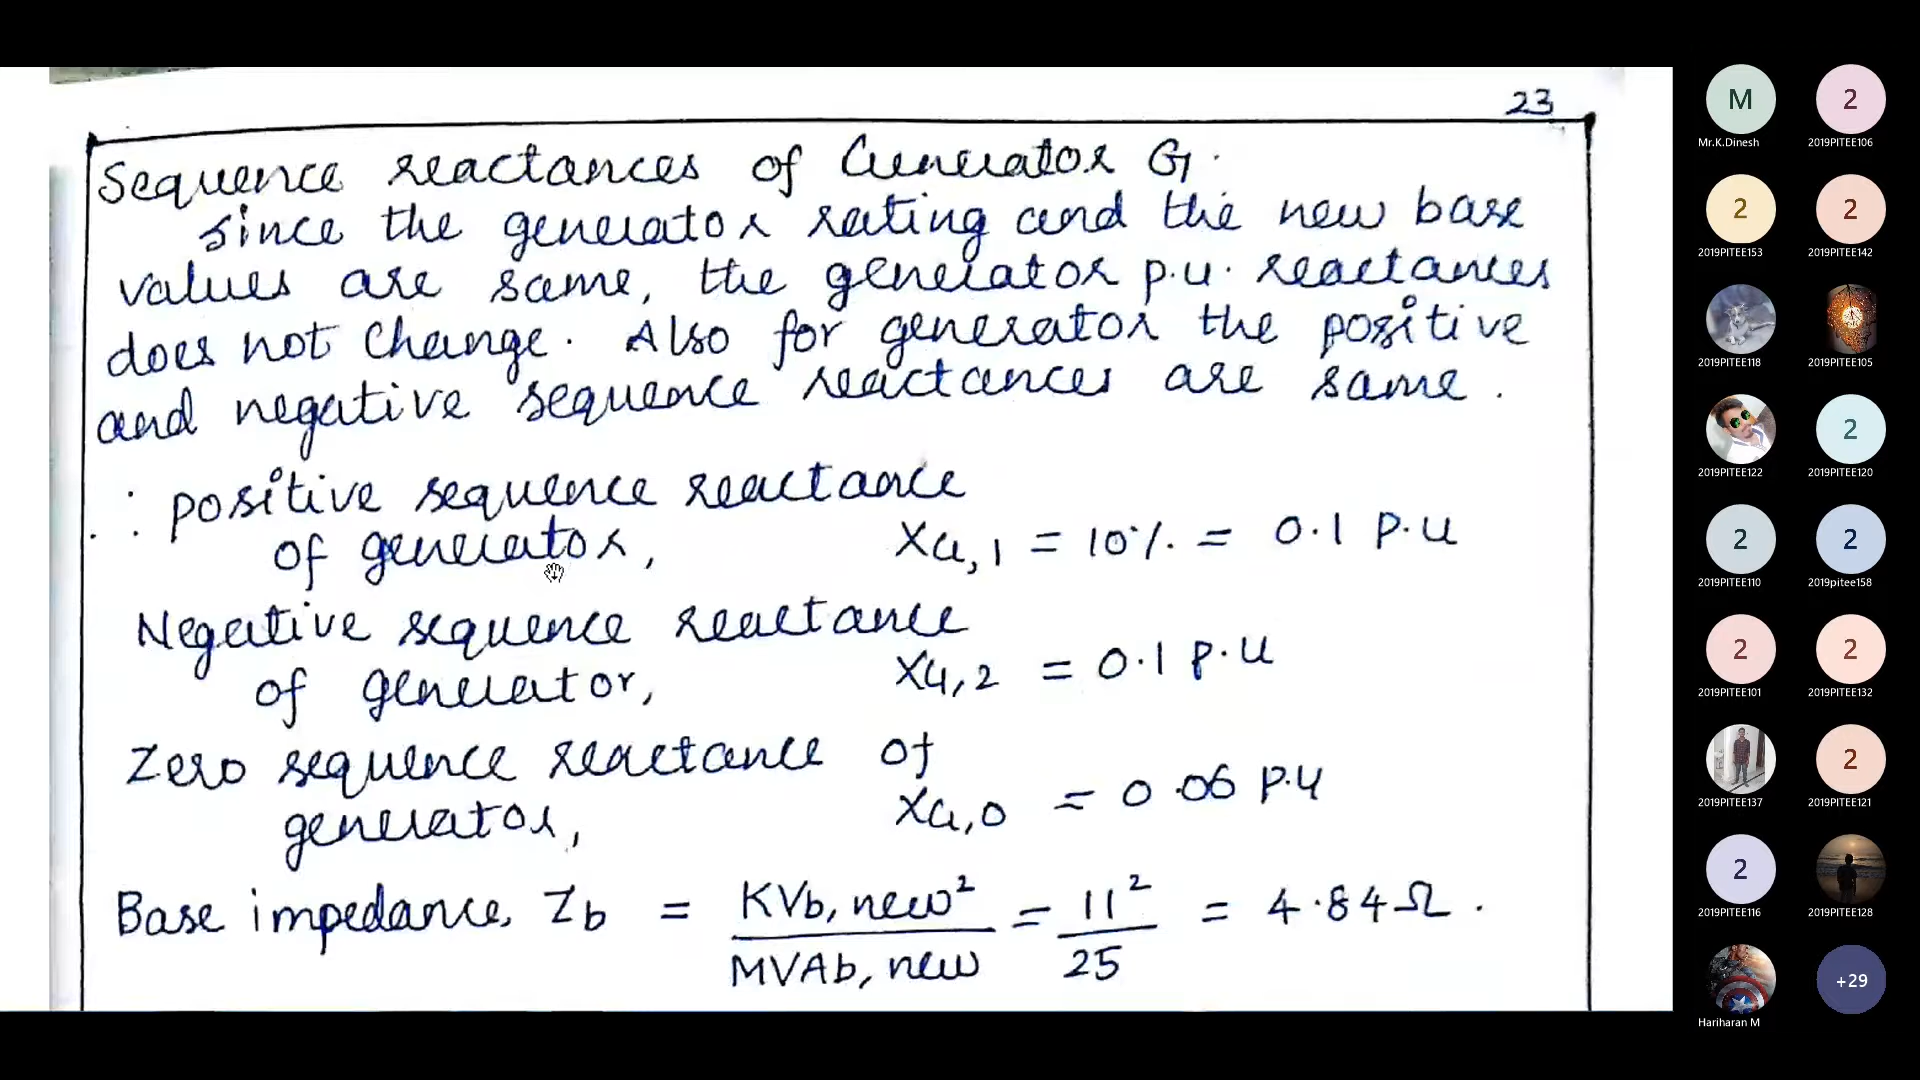 23
Sequence reactances of Generator G.
Since the generator rating and the new base
values are same, the generator p.u. reactances
does not change. Also for generator the positive
and negative sequence reactances are same.
∴ positive sequence reactance
of generator, XG,1 = 10% = 0.1 P.U
Negative sequence reactance
of generator, XG,2 = 0.1 P.U
Zero sequence reactance of
generator, XG,0 = 0.06 P.U
Base impedance, Zb = KVb, new² / MVAb, new = 11² / 25 = 4.84Ω.
M 2
Mr.K.Dinesh 2019PITEE106
2 2
2019PITEE153 2019PITEE142
2019PITEE118 2019PITEE105
2
2019PITEE122 2019PITEE120
2 2
2019PITEE110 2019pitee158
2 2
2019PITEE101 2019PITEE132
2
2019PITEE137 2019PITEE121
2
2019PITEE116 2019PITEE128
+29
Hariharan M